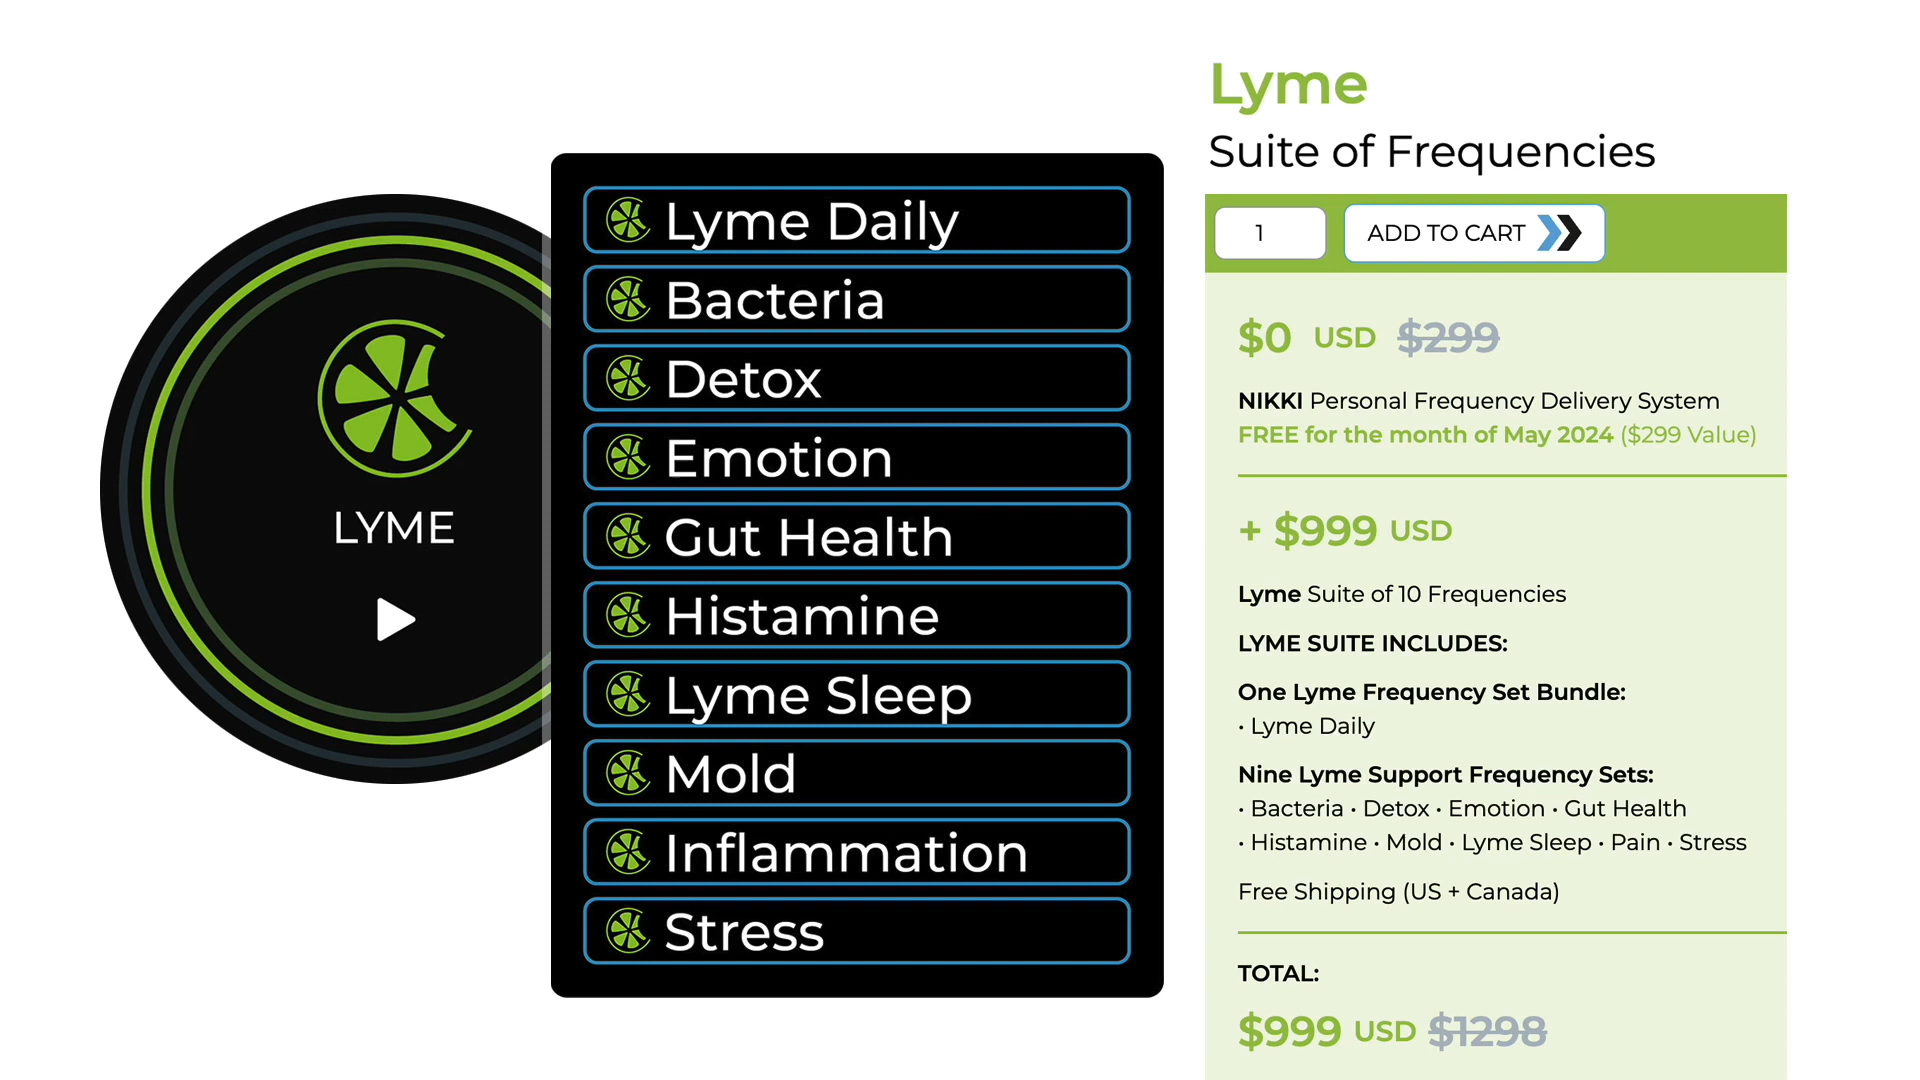 LYME
Lyme Daily
Bacteria
Detox
Emotion
Gut Health
Histamine
Lyme Sleep
Mold
Inflammation
Stress
Lyme
Suite of Frequencies
1
ADD TO CART
$0 USD $299
NIKKI Personal Frequency Delivery System
FREE for the month of May 2024 ($299 Value)
+ $999 USD
Lyme Suite of 10 Frequencies
LYME SUITE INCLUDES:
One Lyme Frequency Set Bundle:
• Lyme Daily
Nine Lyme Support Frequency Sets:
• Bacteria • Detox • Emotion • Gut Health
• Histamine • Mold • Lyme Sleep • Pain • Stress
Free Shipping (US + Canada)
TOTAL:
$999 USD $1298